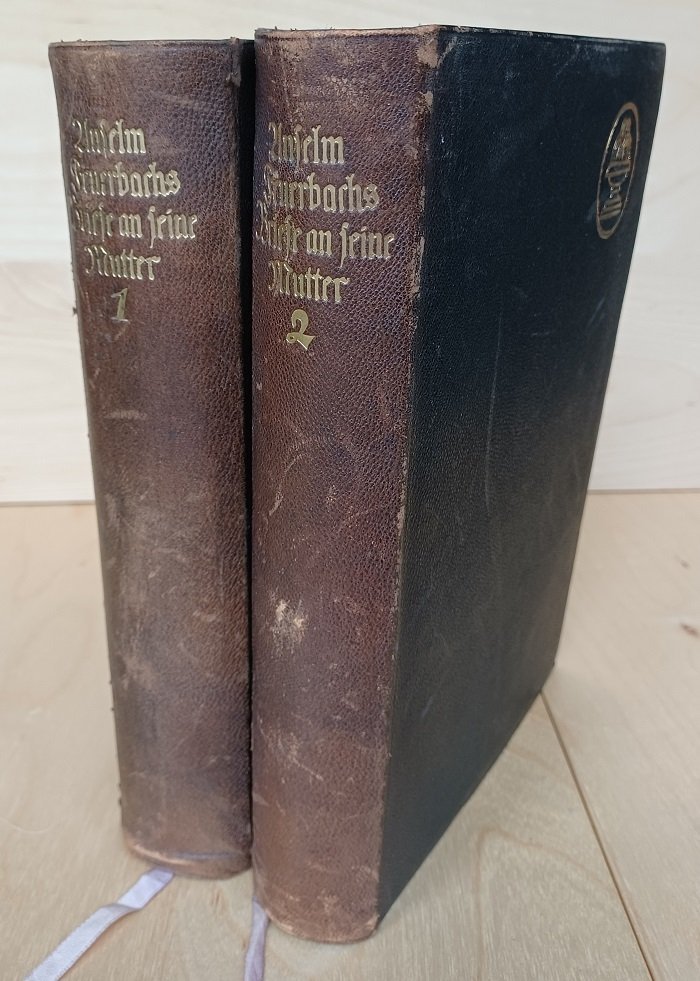 Anselm
Feuerbachs
Briefe an seine
Mutter
1
Anselm
Feuerbachs
Briefe an seine
Mutter
2